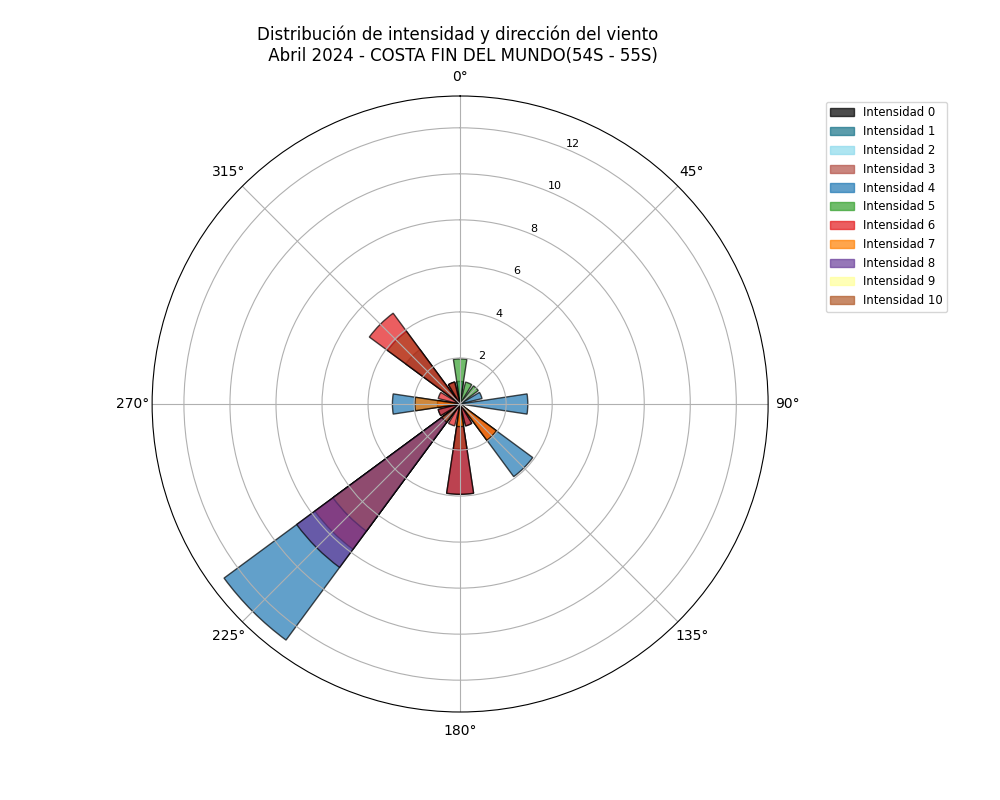 Distribución de intensidad y dirección del viento
Abril 2024 - COSTA FIN DEL MUNDO(54S - 55S)
0°
45°
90°
135°
180°
225°
270°
315°
2
4
6
8
10
12
Intensidad 0
Intensidad 1
Intensidad 2
Intensidad 3
Intensidad 4
Intensidad 5
Intensidad 6
Intensidad 7
Intensidad 8
Intensidad 9
Intensidad 10